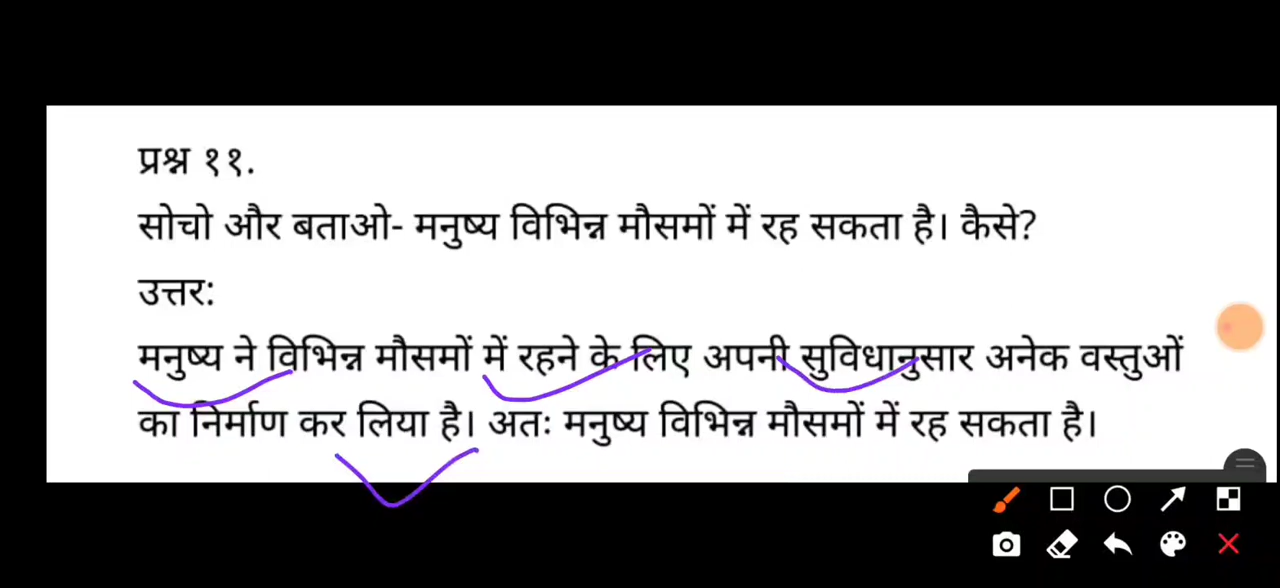 प्रश्न ११.
सोचो और बताओ- मनुष्य विभिन्न मौसमों में रह सकता है। कैसे?
उत्तर:
मनुष्य ने विभिन्न मौसमों में रहने के लिए अपनी सुविधानुसार अनेक वस्तुओं
का निर्माण कर लिया है। अतः मनुष्य विभिन्न मौसमों में रह सकता है।